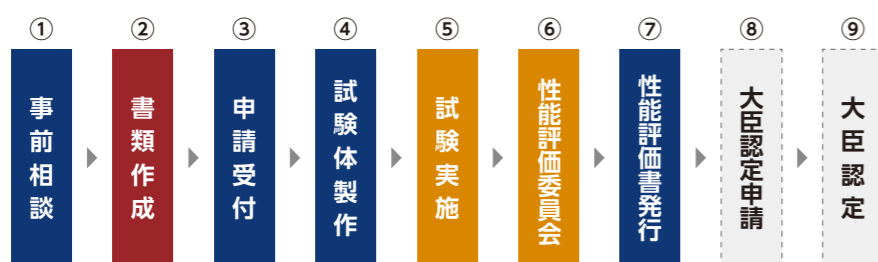 ①
事前相談
②
書類作成
③
申請受付
④
試験体製作
⑤
試験実施
⑥
性能評価委員会
⑦
性能評価書発行
⑧
大臣認定申請
⑨
大臣認定